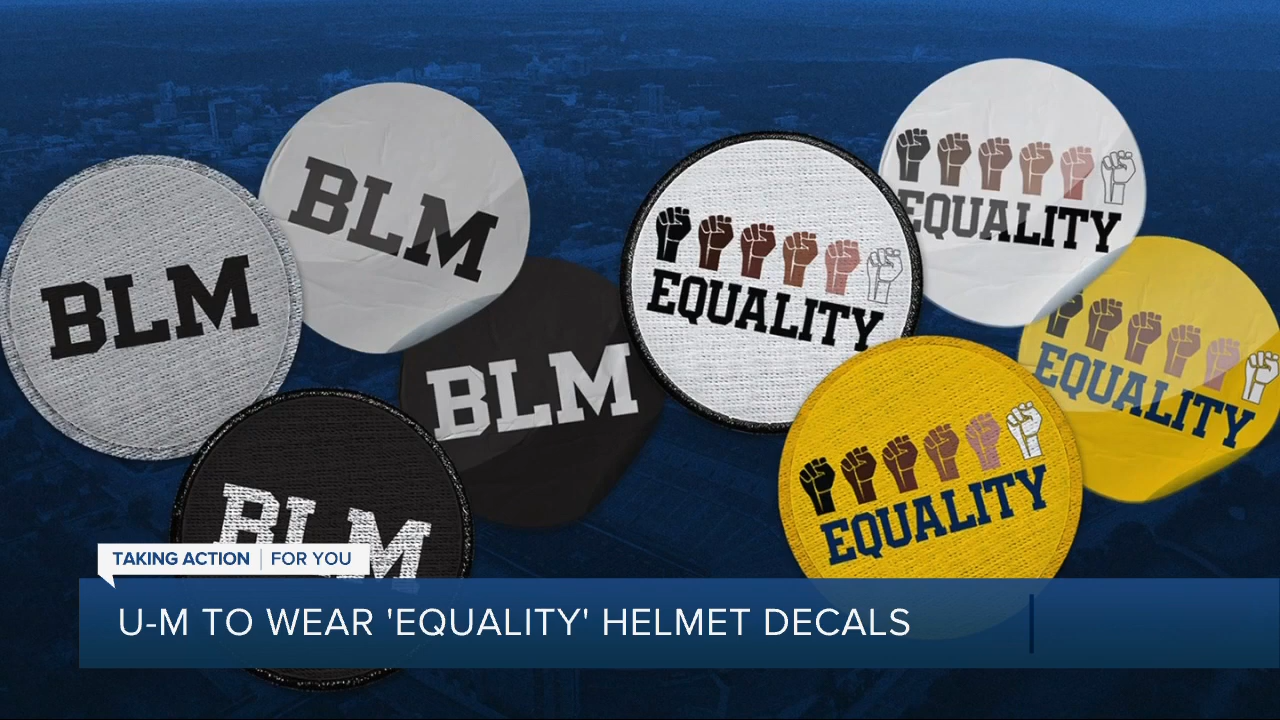 BLM
BLM
BLM
BLM
EQUALITY
EQUALITY
EQUALITY
EQUALITY
TAKING ACTION | FOR YOU
U-M TO WEAR 'EQUALITY' HELMET DECALS